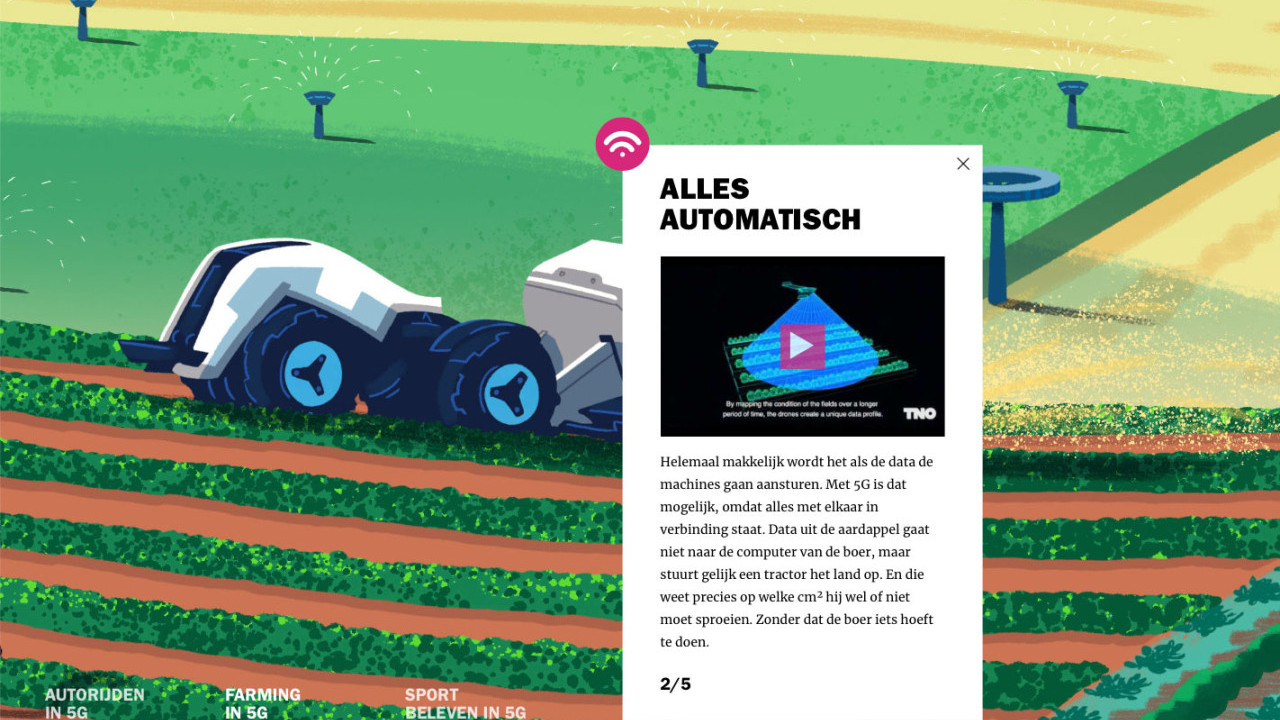 ALLES
AUTOMATISCH
By mapping the condition of the fields over a longer
period of time, the drones create a unique data profile.
TNO
Helemaal makkelijk wordt het als de data de
machines gaan aansturen. Met 5G is dat
mogelijk, omdat alles met elkaar in
verbinding staat. Data uit de aardappel gaat
niet naar de computer van de boer, maar
stuurt gelijk een tractor het land op. En die
weet precies op welke cm² hij wel of niet
moet sproeien. Zonder dat de boer iets hoeft
te doen.
2/5
AUTORIJDEN
IN 5G
FARMING
IN 5G
SPORT
BELEVEN IN 5G